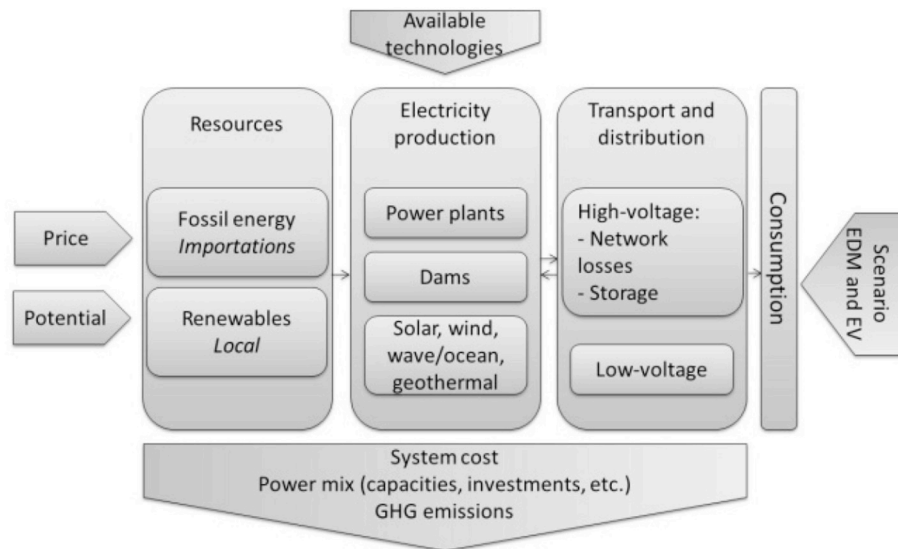 Available
technologies
Resources
Electricity
production
Transport and
distribution
Price
Potential
Fossil energy
Importations
Renewables
Local
Power plants
Dams
Solar, wind,
wave/ocean,
geothermal
High-voltage:
- Network
losses
- Storage
Low-voltage
Consumption
Scenario
EDM and EV
System cost
Power mix (capacities, investments, etc.)
GHG emissions